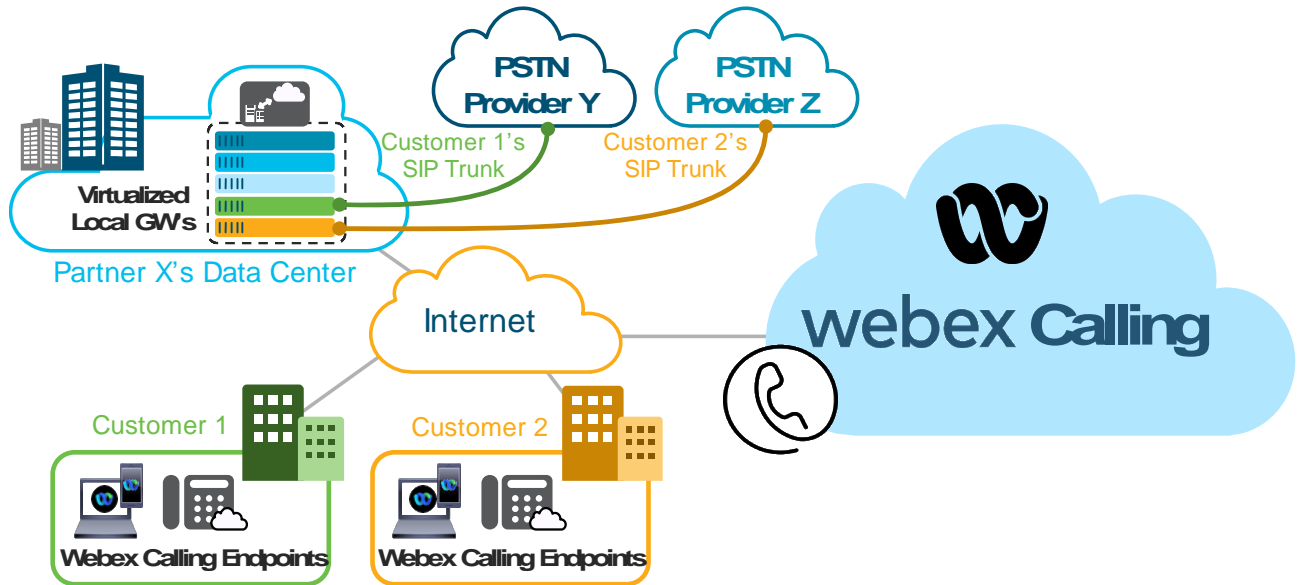 PSTN
Provider Y
PSTN
Provider Z
Customer 1's
SIP Trunk
Customer 2's
SIP Trunk
Virtualized
Local GW's
Partner X's Data Center
Internet
webex Calling
Customer 1
Customer 2
Webex Calling Endpoints
Webex Calling Endpoints